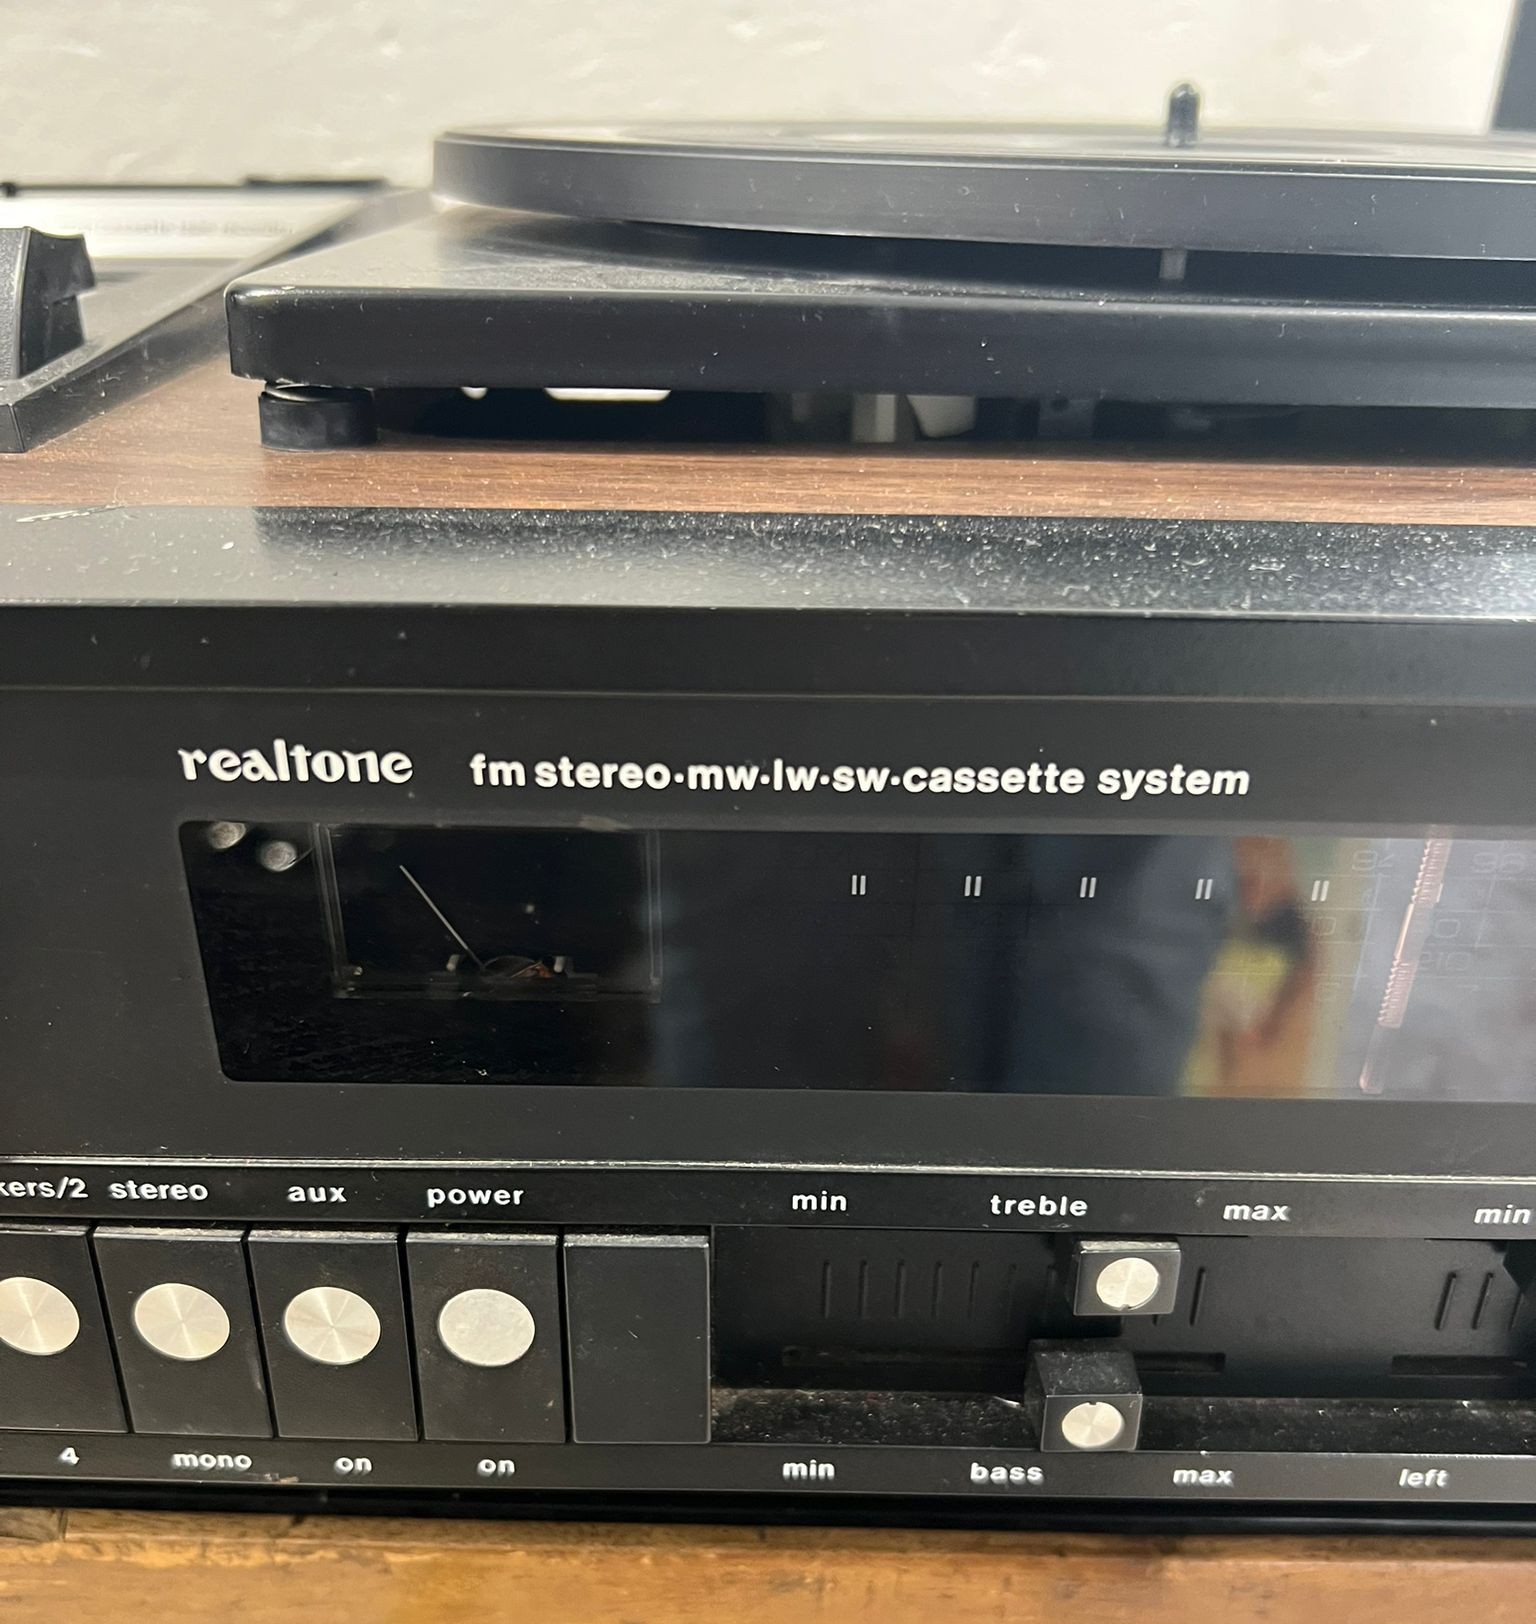 realtone fm stereo·mw·lw·sw·cassette system
kers/2 stereo aux power min treble max min
4 mono on on min bass max left